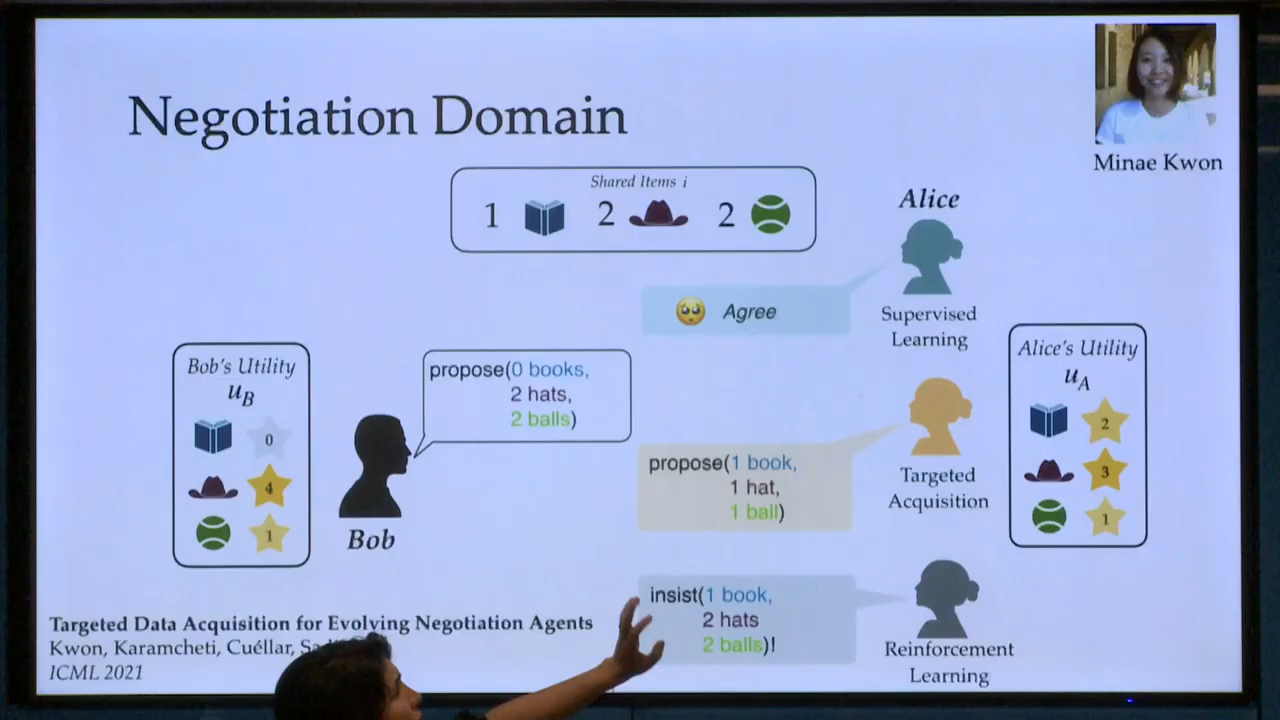 Negotiation Domain
Minae Kwon
Shared Items i
1 2 2
Alice
Agree
Supervised
Learning
Bob's Utility
u_B
0
4
1
propose(0 books,
2 hats,
2 balls)
Bob
Alice's Utility
u_A
2
3
1
propose(1 book,
1 hat,
1 ball)
Targeted
Acquisition
insist(1 book,
2 hats
2 balls)!
Reinforcement
Learning
Targeted Data Acquisition for Evolving Negotiation Agents
Kwon, Karamcheti, Cuéllar,
ICML 2021